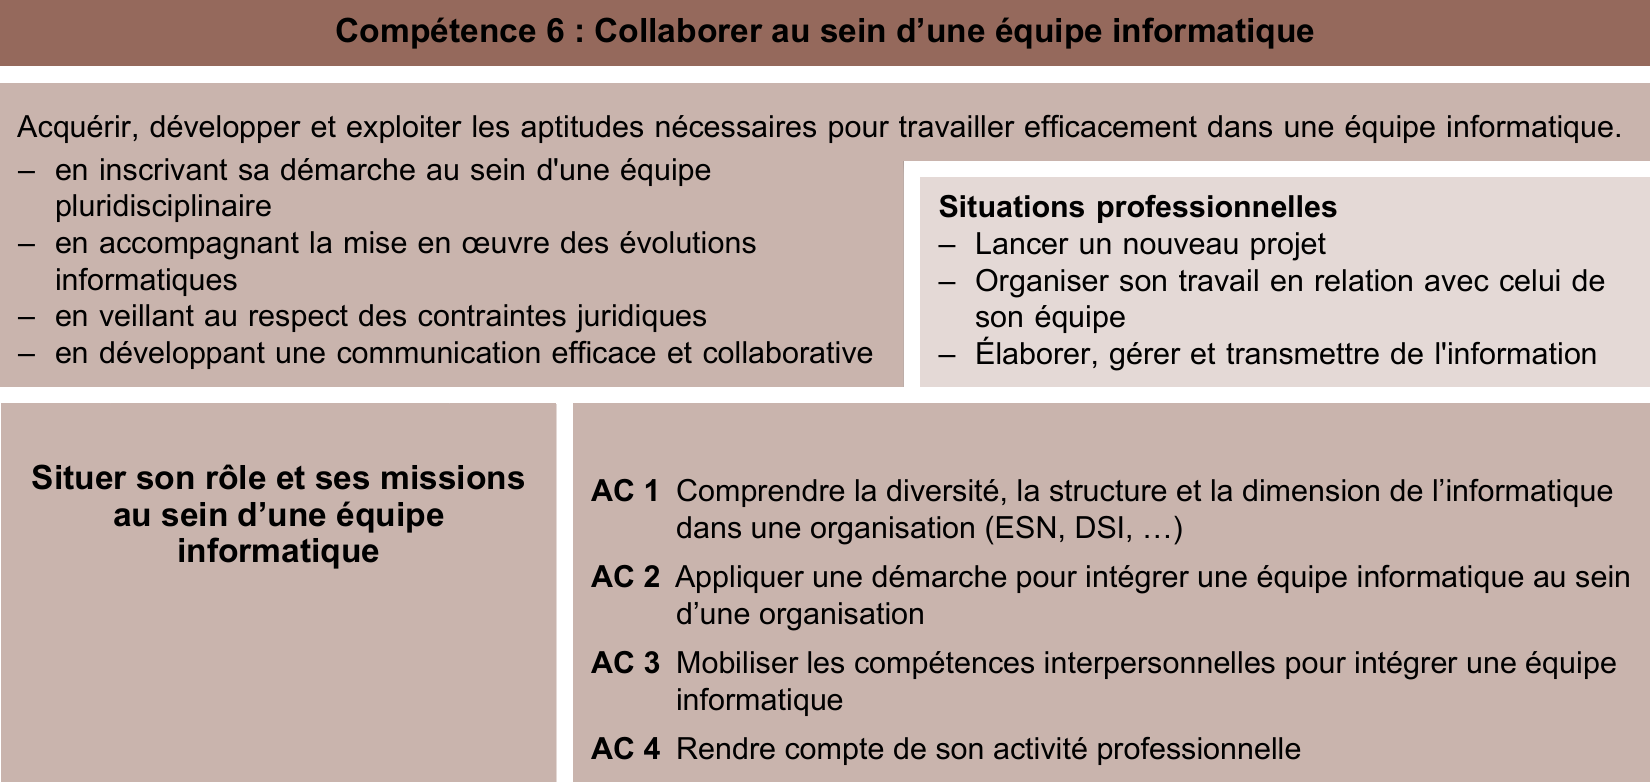 Compétence 6 : Collaborer au sein d’une équipe informatique
Acquérir, développer et exploiter les aptitudes nécessaires pour travailler efficacement dans une équipe informatique.
– en inscrivant sa démarche au sein d'une équipe
pluridisciplinaire
– en accompagnant la mise en œuvre des évolutions
informatiques
– en veillant au respect des contraintes juridiques
– en développant une communication efficace et collaborative
Situations professionnelles
– Lancer un nouveau projet
– Organiser son travail en relation avec celui de
son équipe
– Élaborer, gérer et transmettre de l'information
Situer son rôle et ses missions
au sein d’une équipe
informatique
AC 1 Comprendre la diversité, la structure et la dimension de l’informatique
dans une organisation (ESN, DSI, …)
AC 2 Appliquer une démarche pour intégrer une équipe informatique au sein
d’une organisation
AC 3 Mobiliser les compétences interpersonnelles pour intégrer une équipe
informatique
AC 4 Rendre compte de son activité professionnelle